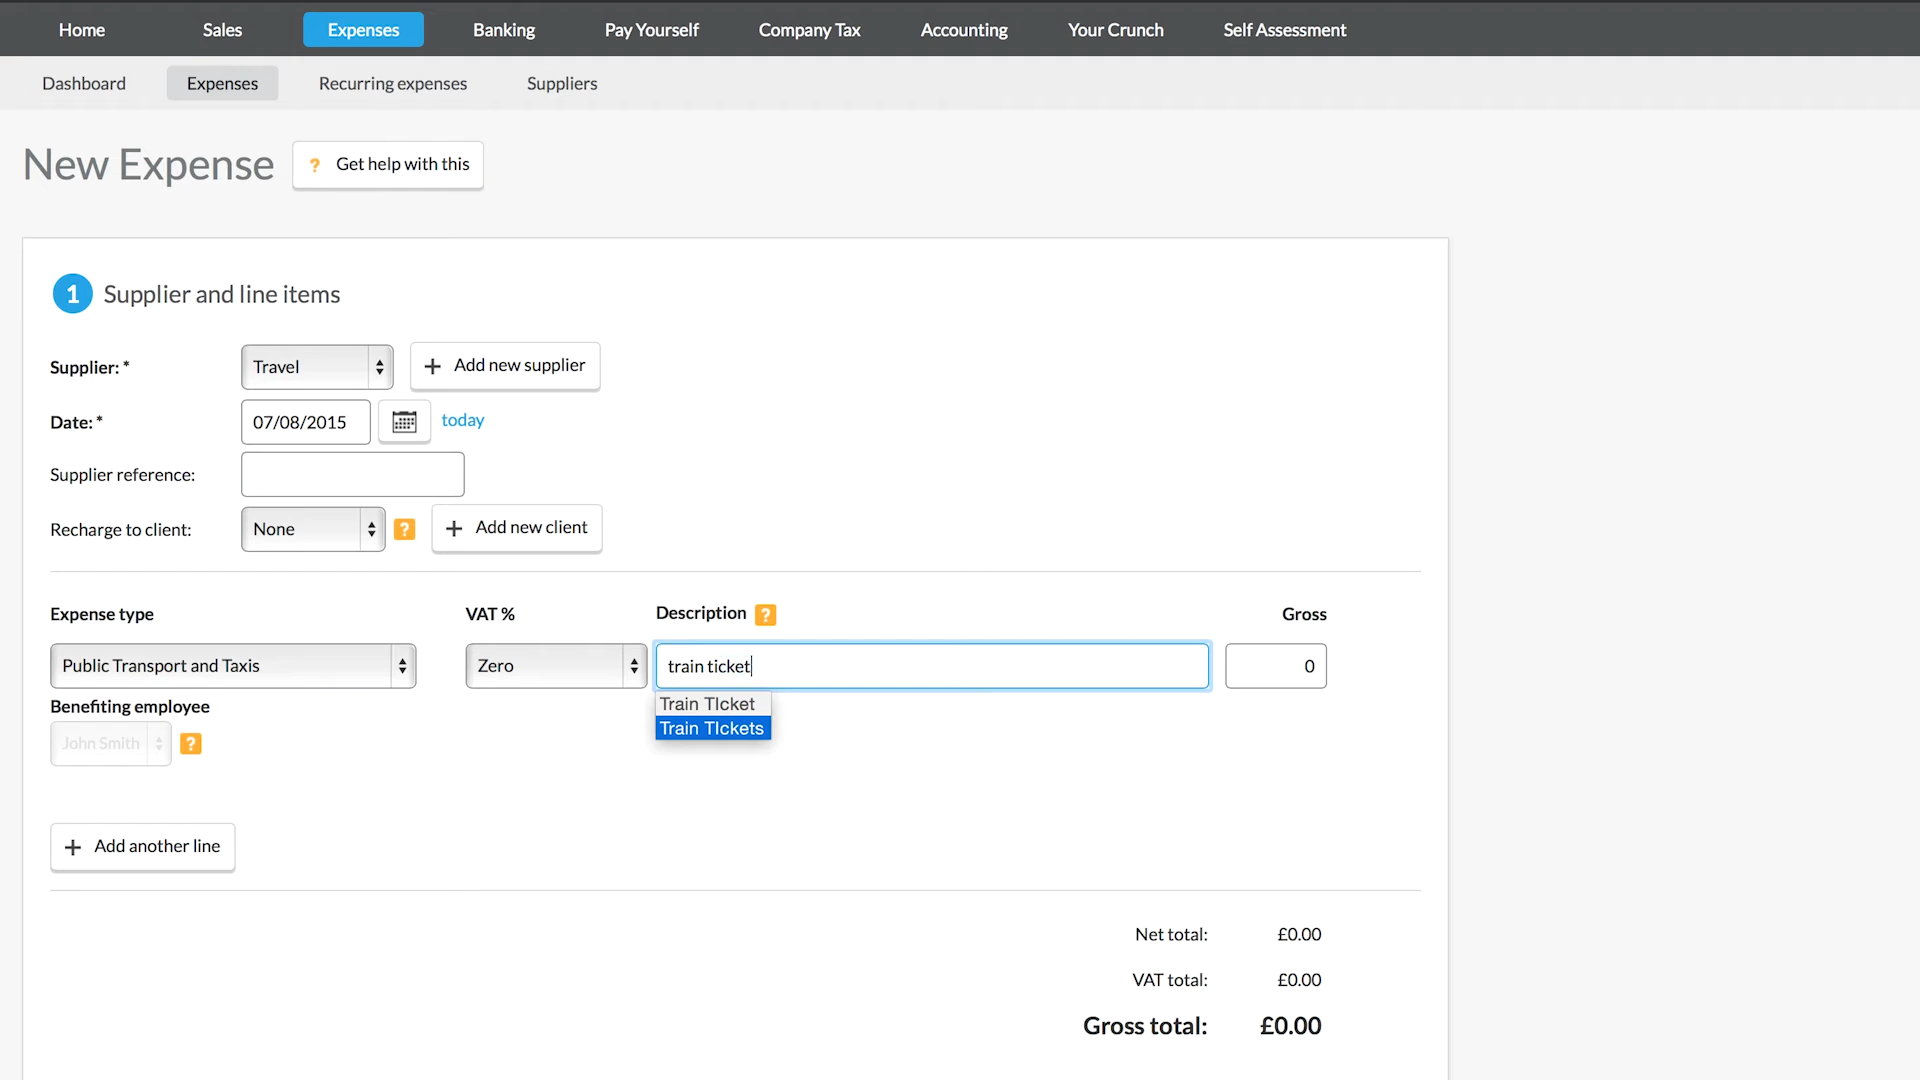 Home Sales Expenses Banking Pay Yourself Company Tax Accounting Your Crunch Self Assessment
Dashboard Expenses Recurring expenses Suppliers
New Expense ? Get help with this
1 Supplier and line items
Supplier: * Travel + Add new supplier
Date: * 07/08/2015 today
Supplier reference:
Recharge to client: None ? + Add new client
Expense type VAT % Description ? Gross
Public Transport and Taxis Zero train ticket 0
Train TIcket
Benefiting employee
Train TIckets
John Smith ?
+ Add another line
Net total: £0.00
VAT total: £0.00
Gross total: £0.00